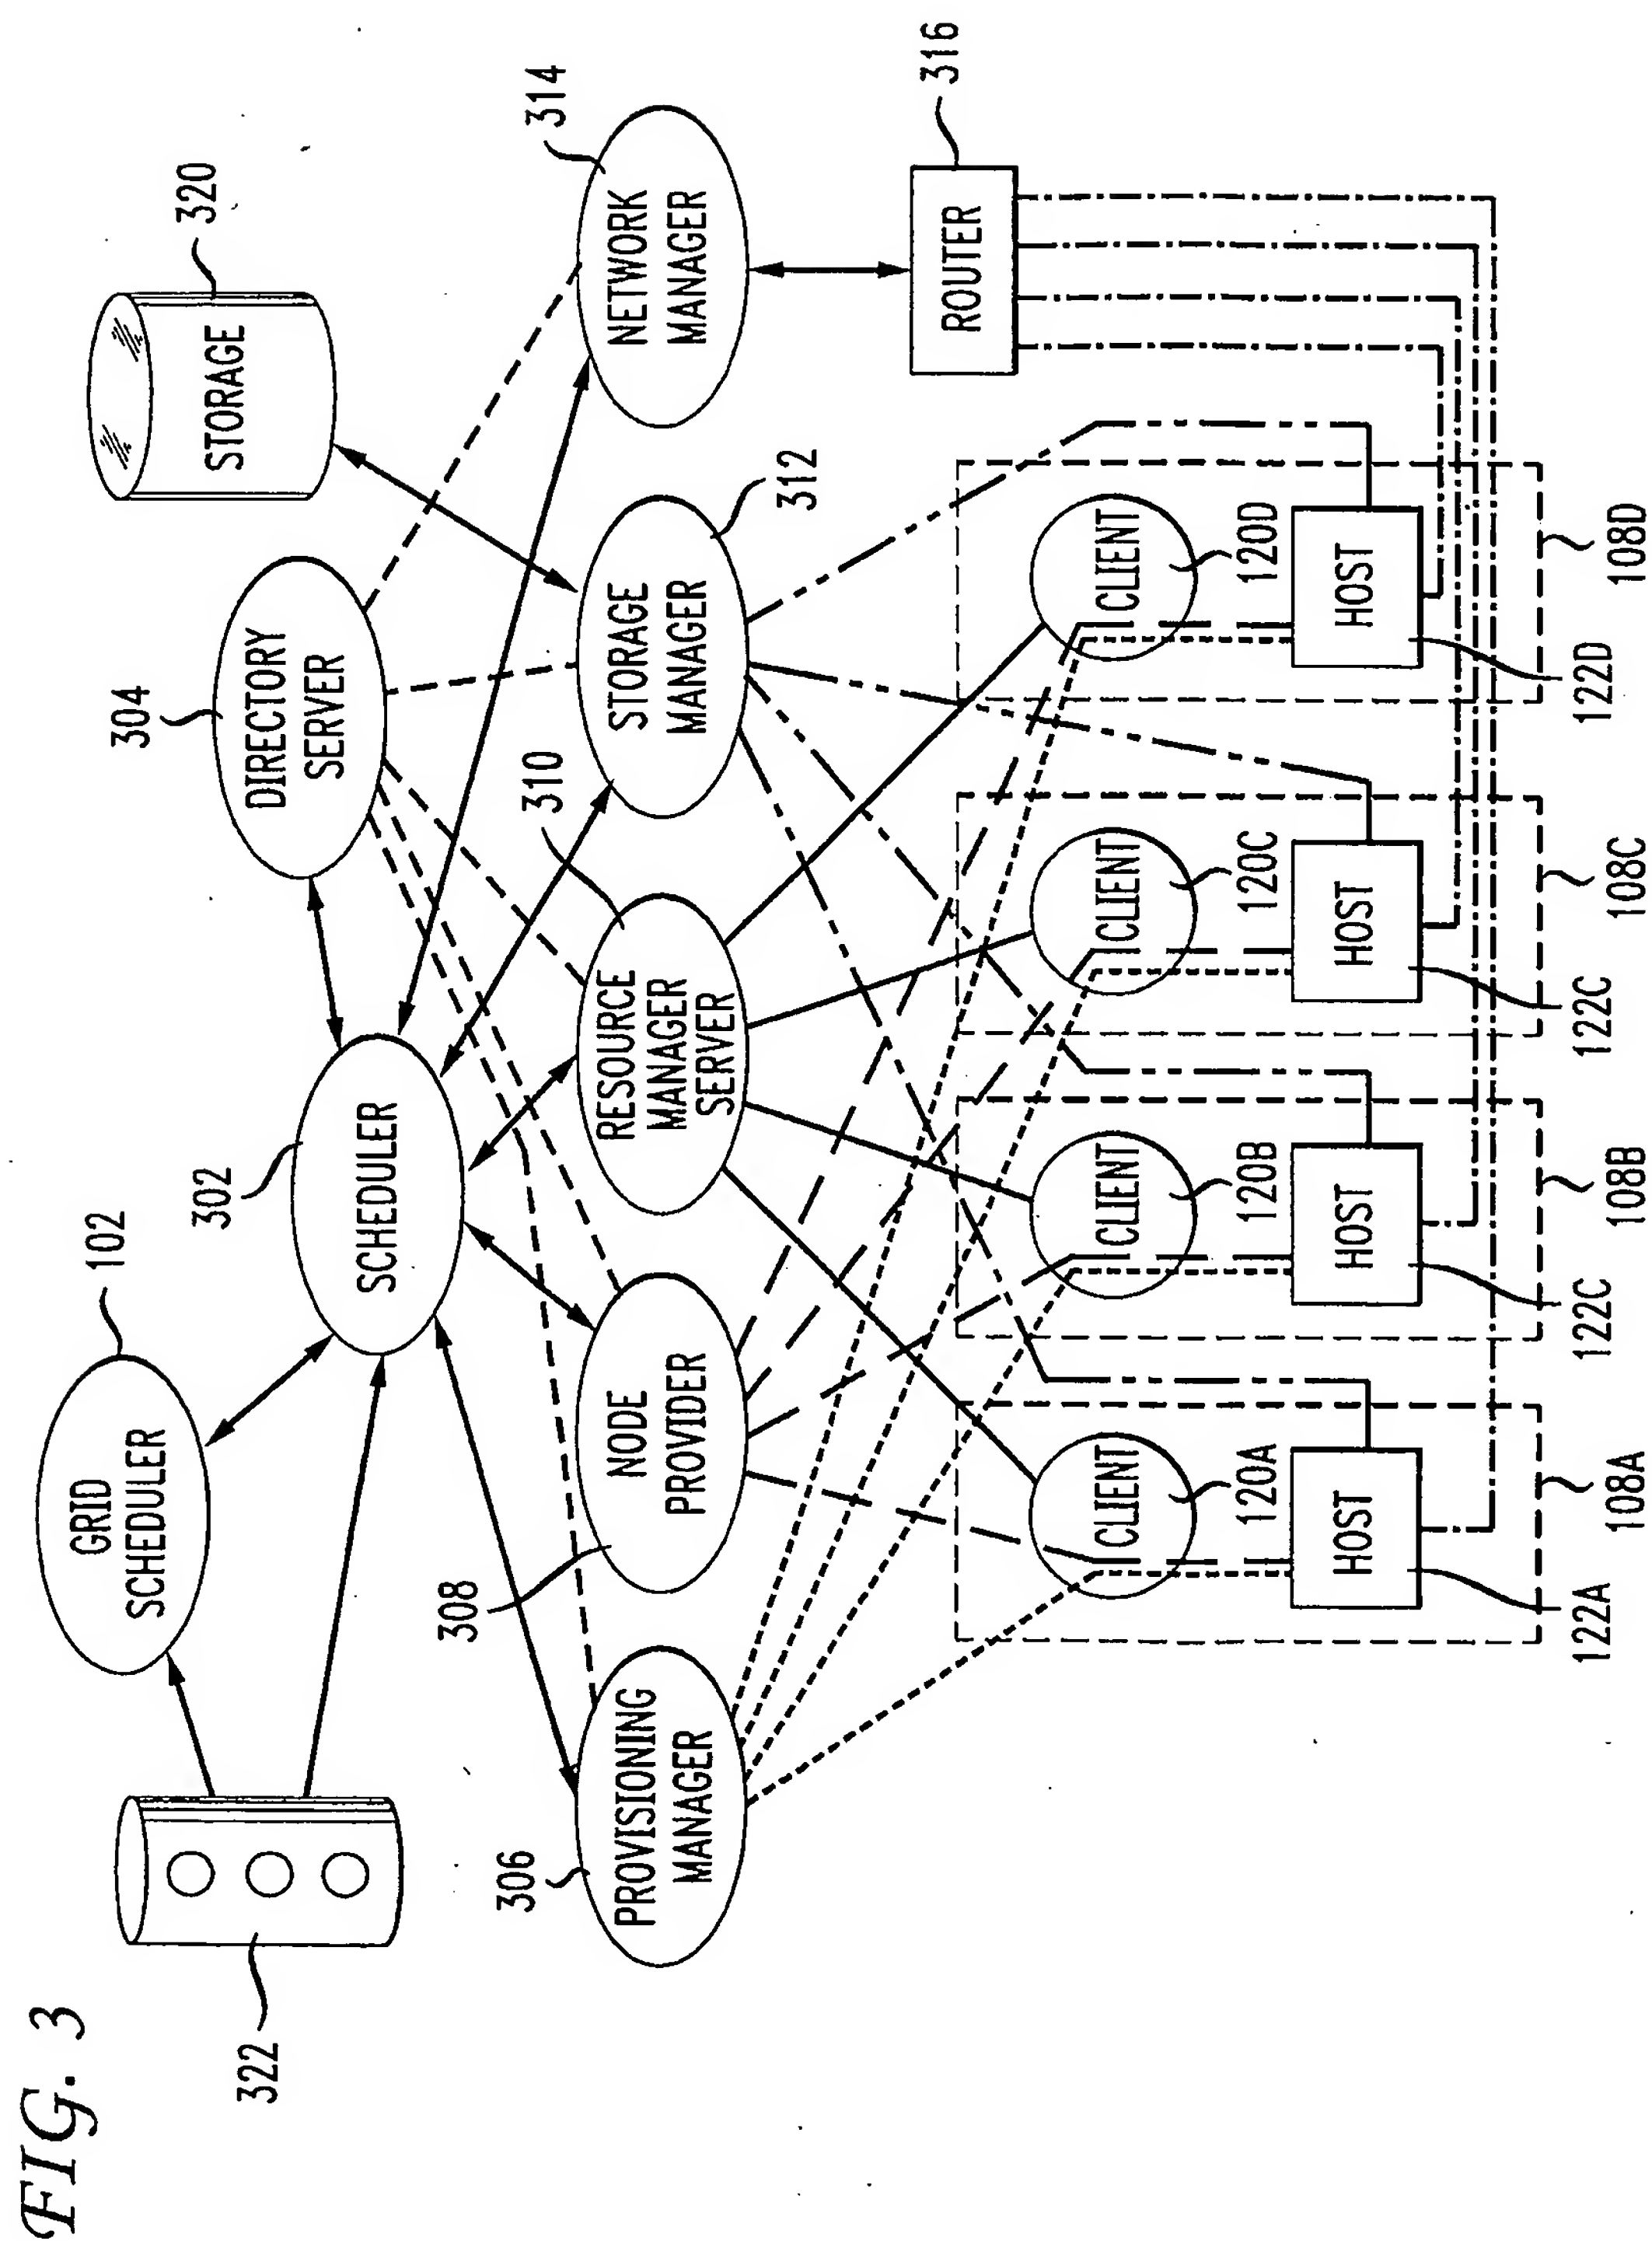 FIG. 3
322
GRID
SCHEDULER
102
SCHEDULER
302
DIRECTORY
SERVER
304
STORAGE
320
PROVISIONING
MANAGER
306
NODE
PROVIDER
308
RESOURCE
MANAGER
SERVER
310
STORAGE
MANAGER
312
NETWORK
MANAGER
314
ROUTER
316
CLIENT
120A
HOST
122A
108A
CLIENT
120B
HOST
122C
108B
CLIENT
120C
HOST
122C
108C
CLIENT
120D
HOST
122D
108D